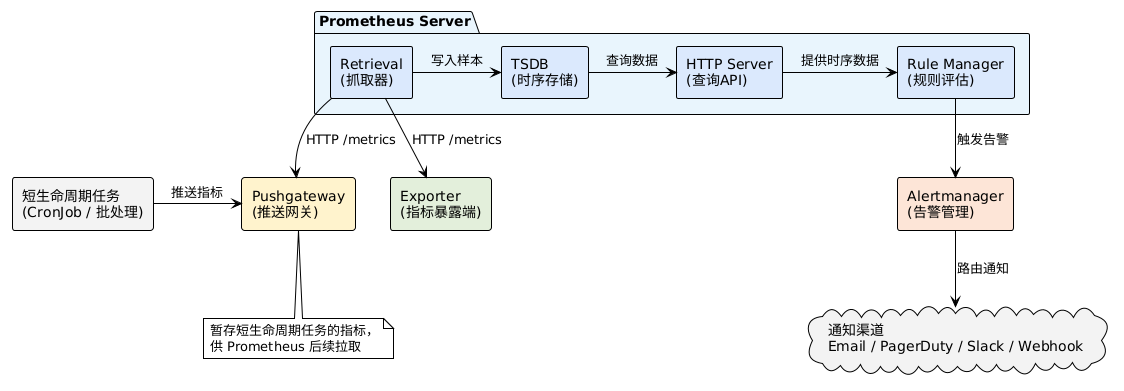 Prometheus Server
Retrieval
(抓取器)
写入样本
TSDB
(时序存储)
查询数据
HTTP Server
(查询API)
提供时序数据
Rule Manager
(规则评估)
HTTP /metrics
HTTP /metrics
触发告警
短生命周期任务
(CronJob / 批处理)
推送指标
Pushgateway
(推送网关)
Exporter
(指标暴露端)
Alertmanager
(告警管理)
路由通知
暂存短生命周期任务的指标，
供 Prometheus 后续拉取
通知渠道
Email / PagerDuty / Slack / Webhook